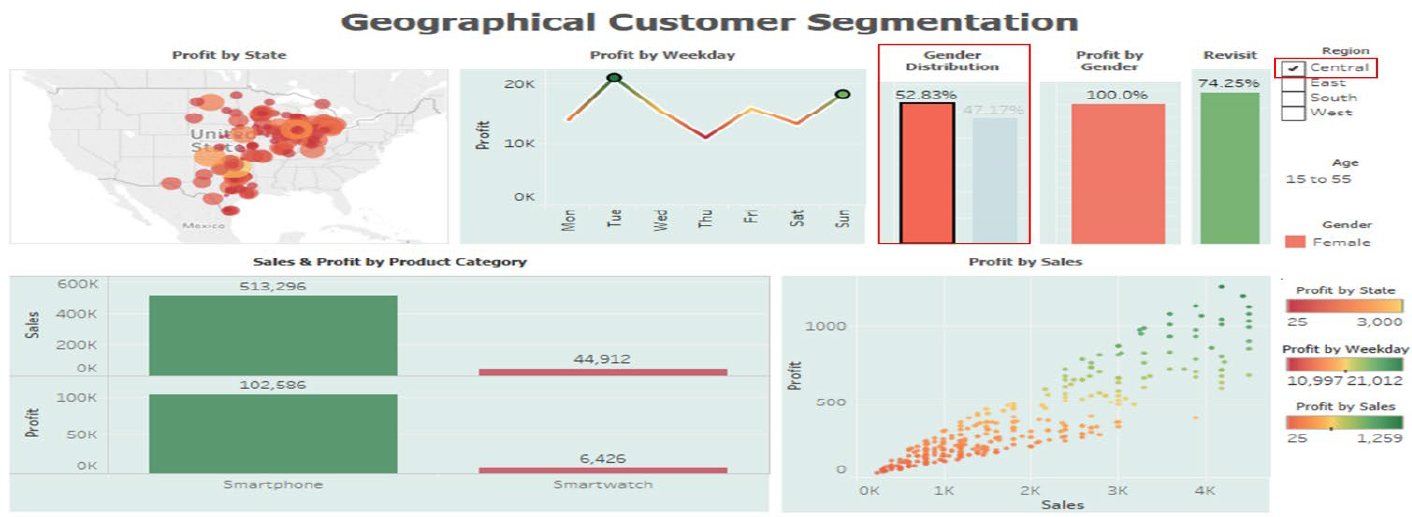 Geographical Customer Segmentation
Profit by State
United
States
Mexico
Profit by Weekday
Profit
20K
10K
0K
Mon
Tue
Wed
Thu
Fri
Sat
Sun
Gender
Distribution
52.83%
47.17%
Profit by
Gender
100.0%
Revisit
74.25%
Region
Central
East
South
West
Age
15 to 55
Gender
Female
Sales & Profit by Product Category
Sales
600K
400K
200K
0K
513,296
44,912
Profit
100K
50K
0K
102,586
6,426
Smartphone
Smartwatch
Profit by Sales
Profit
1000
500
0
0K
1K
2K
3K
4K
Sales
Profit by State
25 3,000
Profit by Weekday
10,997 21,012
Profit by Sales
25 1,259